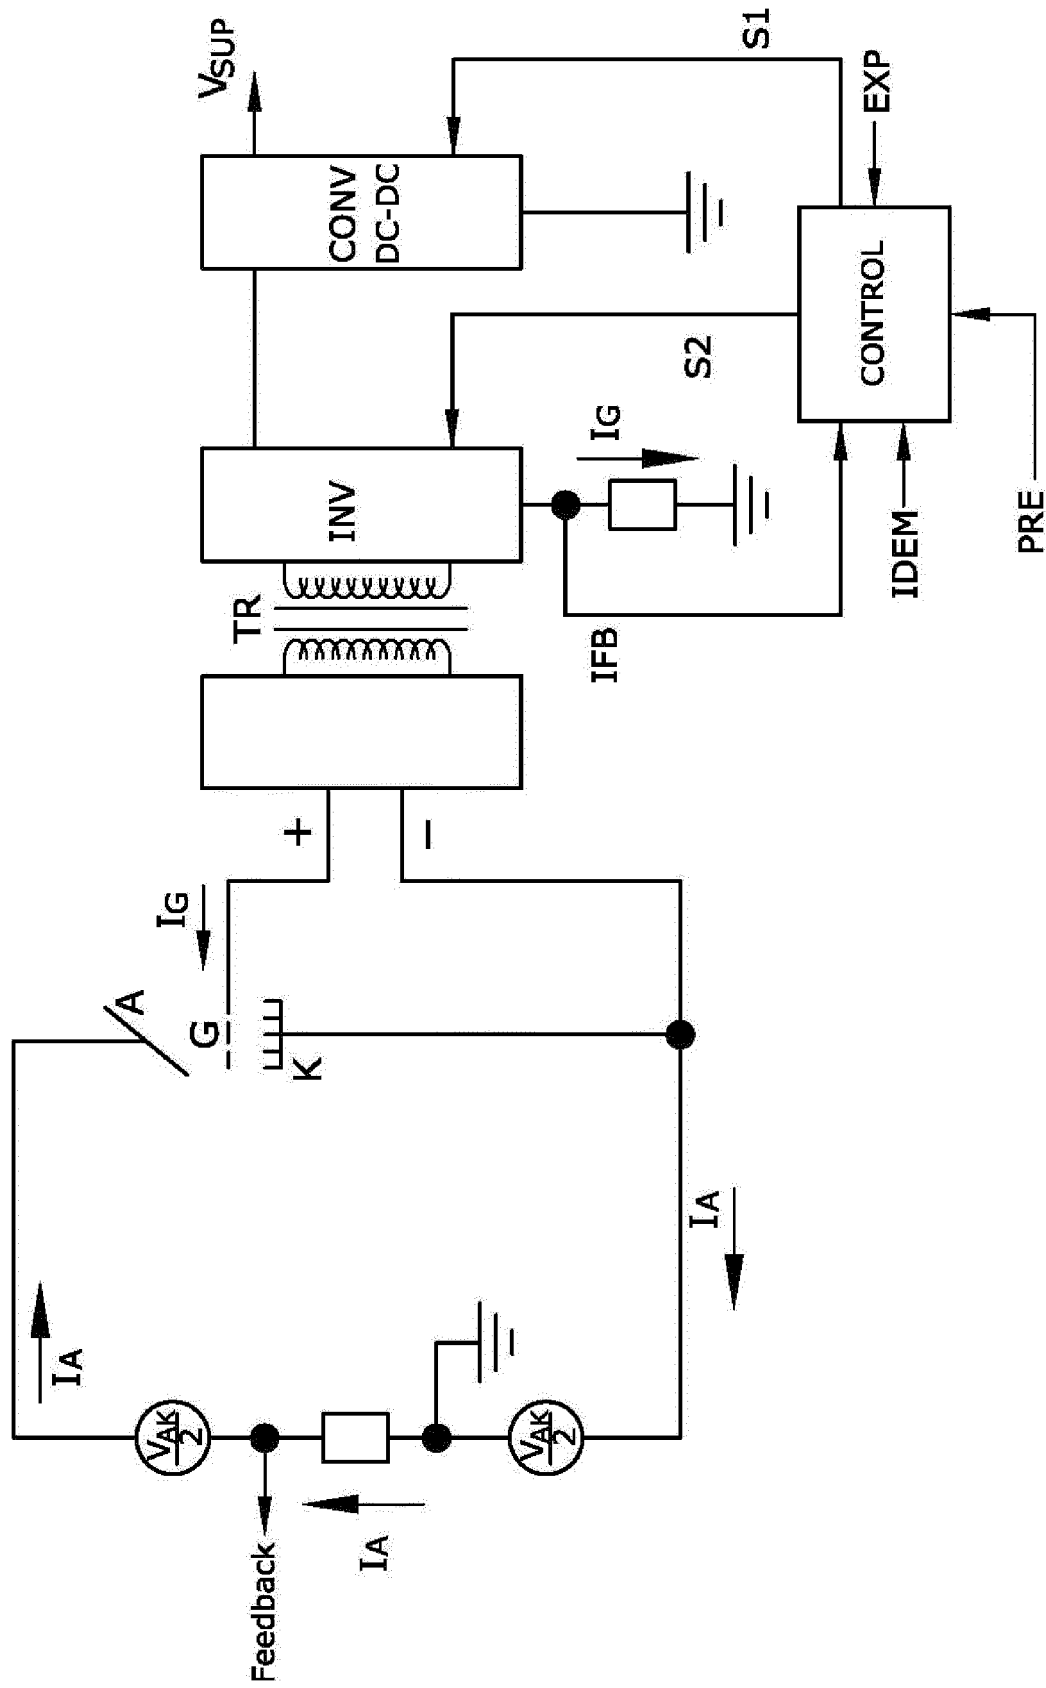 VSUP
CONV
DC-DC
S1
EXP
CONTROL
S2
PRE
IDEM
IG
IFB
INV
TR
+
−
IG
A
G
K
IA
IA
VAK
2
VAK
2
IA
Feedback